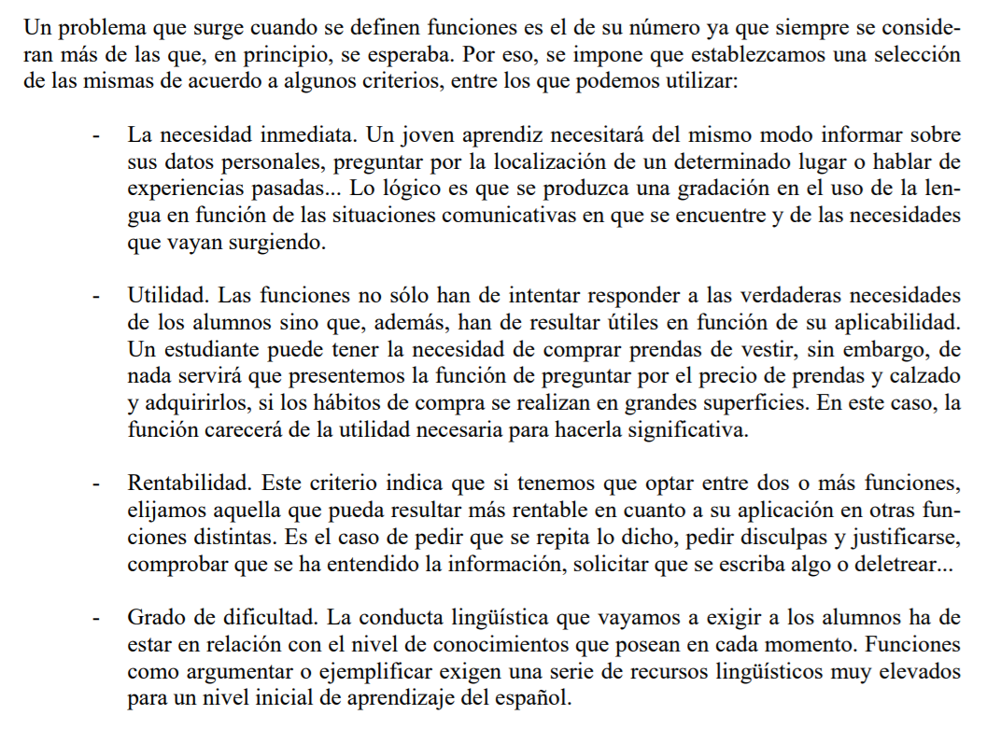 Un problema que surge cuando se definen funciones es el de su número ya que siempre se conside-
ran más de las que, en principio, se esperaba. Por eso, se impone que establezcamos una selección
de las mismas de acuerdo a algunos criterios, entre los que podemos utilizar:
- La necesidad inmediata. Un joven aprendiz necesitará del mismo modo informar sobre
sus datos personales, preguntar por la localización de un determinado lugar o hablar de
experiencias pasadas... Lo lógico es que se produzca una gradación en el uso de la len-
gua en función de las situaciones comunicativas en que se encuentre y de las necesidades
que vayan surgiendo.
- Utilidad. Las funciones no sólo han de intentar responder a las verdaderas necesidades
de los alumnos sino que, además, han de resultar útiles en función de su aplicabilidad.
Un estudiante puede tener la necesidad de comprar prendas de vestir, sin embargo, de
nada servirá que presentemos la función de preguntar por el precio de prendas y calzado
y adquirirlos, si los hábitos de compra se realizan en grandes superficies. En este caso, la
función carecerá de la utilidad necesaria para hacerla significativa.
- Rentabilidad. Este criterio indica que si tenemos que optar entre dos o más funciones,
elijamos aquella que pueda resultar más rentable en cuanto a su aplicación en otras fun-
ciones distintas. Es el caso de pedir que se repita lo dicho, pedir disculpas y justificarse,
comprobar que se ha entendido la información, solicitar que se escriba algo o deletrear...
- Grado de dificultad. La conducta lingüística que vayamos a exigir a los alumnos ha de
estar en relación con el nivel de conocimientos que posean en cada momento. Funciones
como argumentar o ejemplificar exigen una serie de recursos lingüísticos muy elevados
para un nivel inicial de aprendizaje del español.